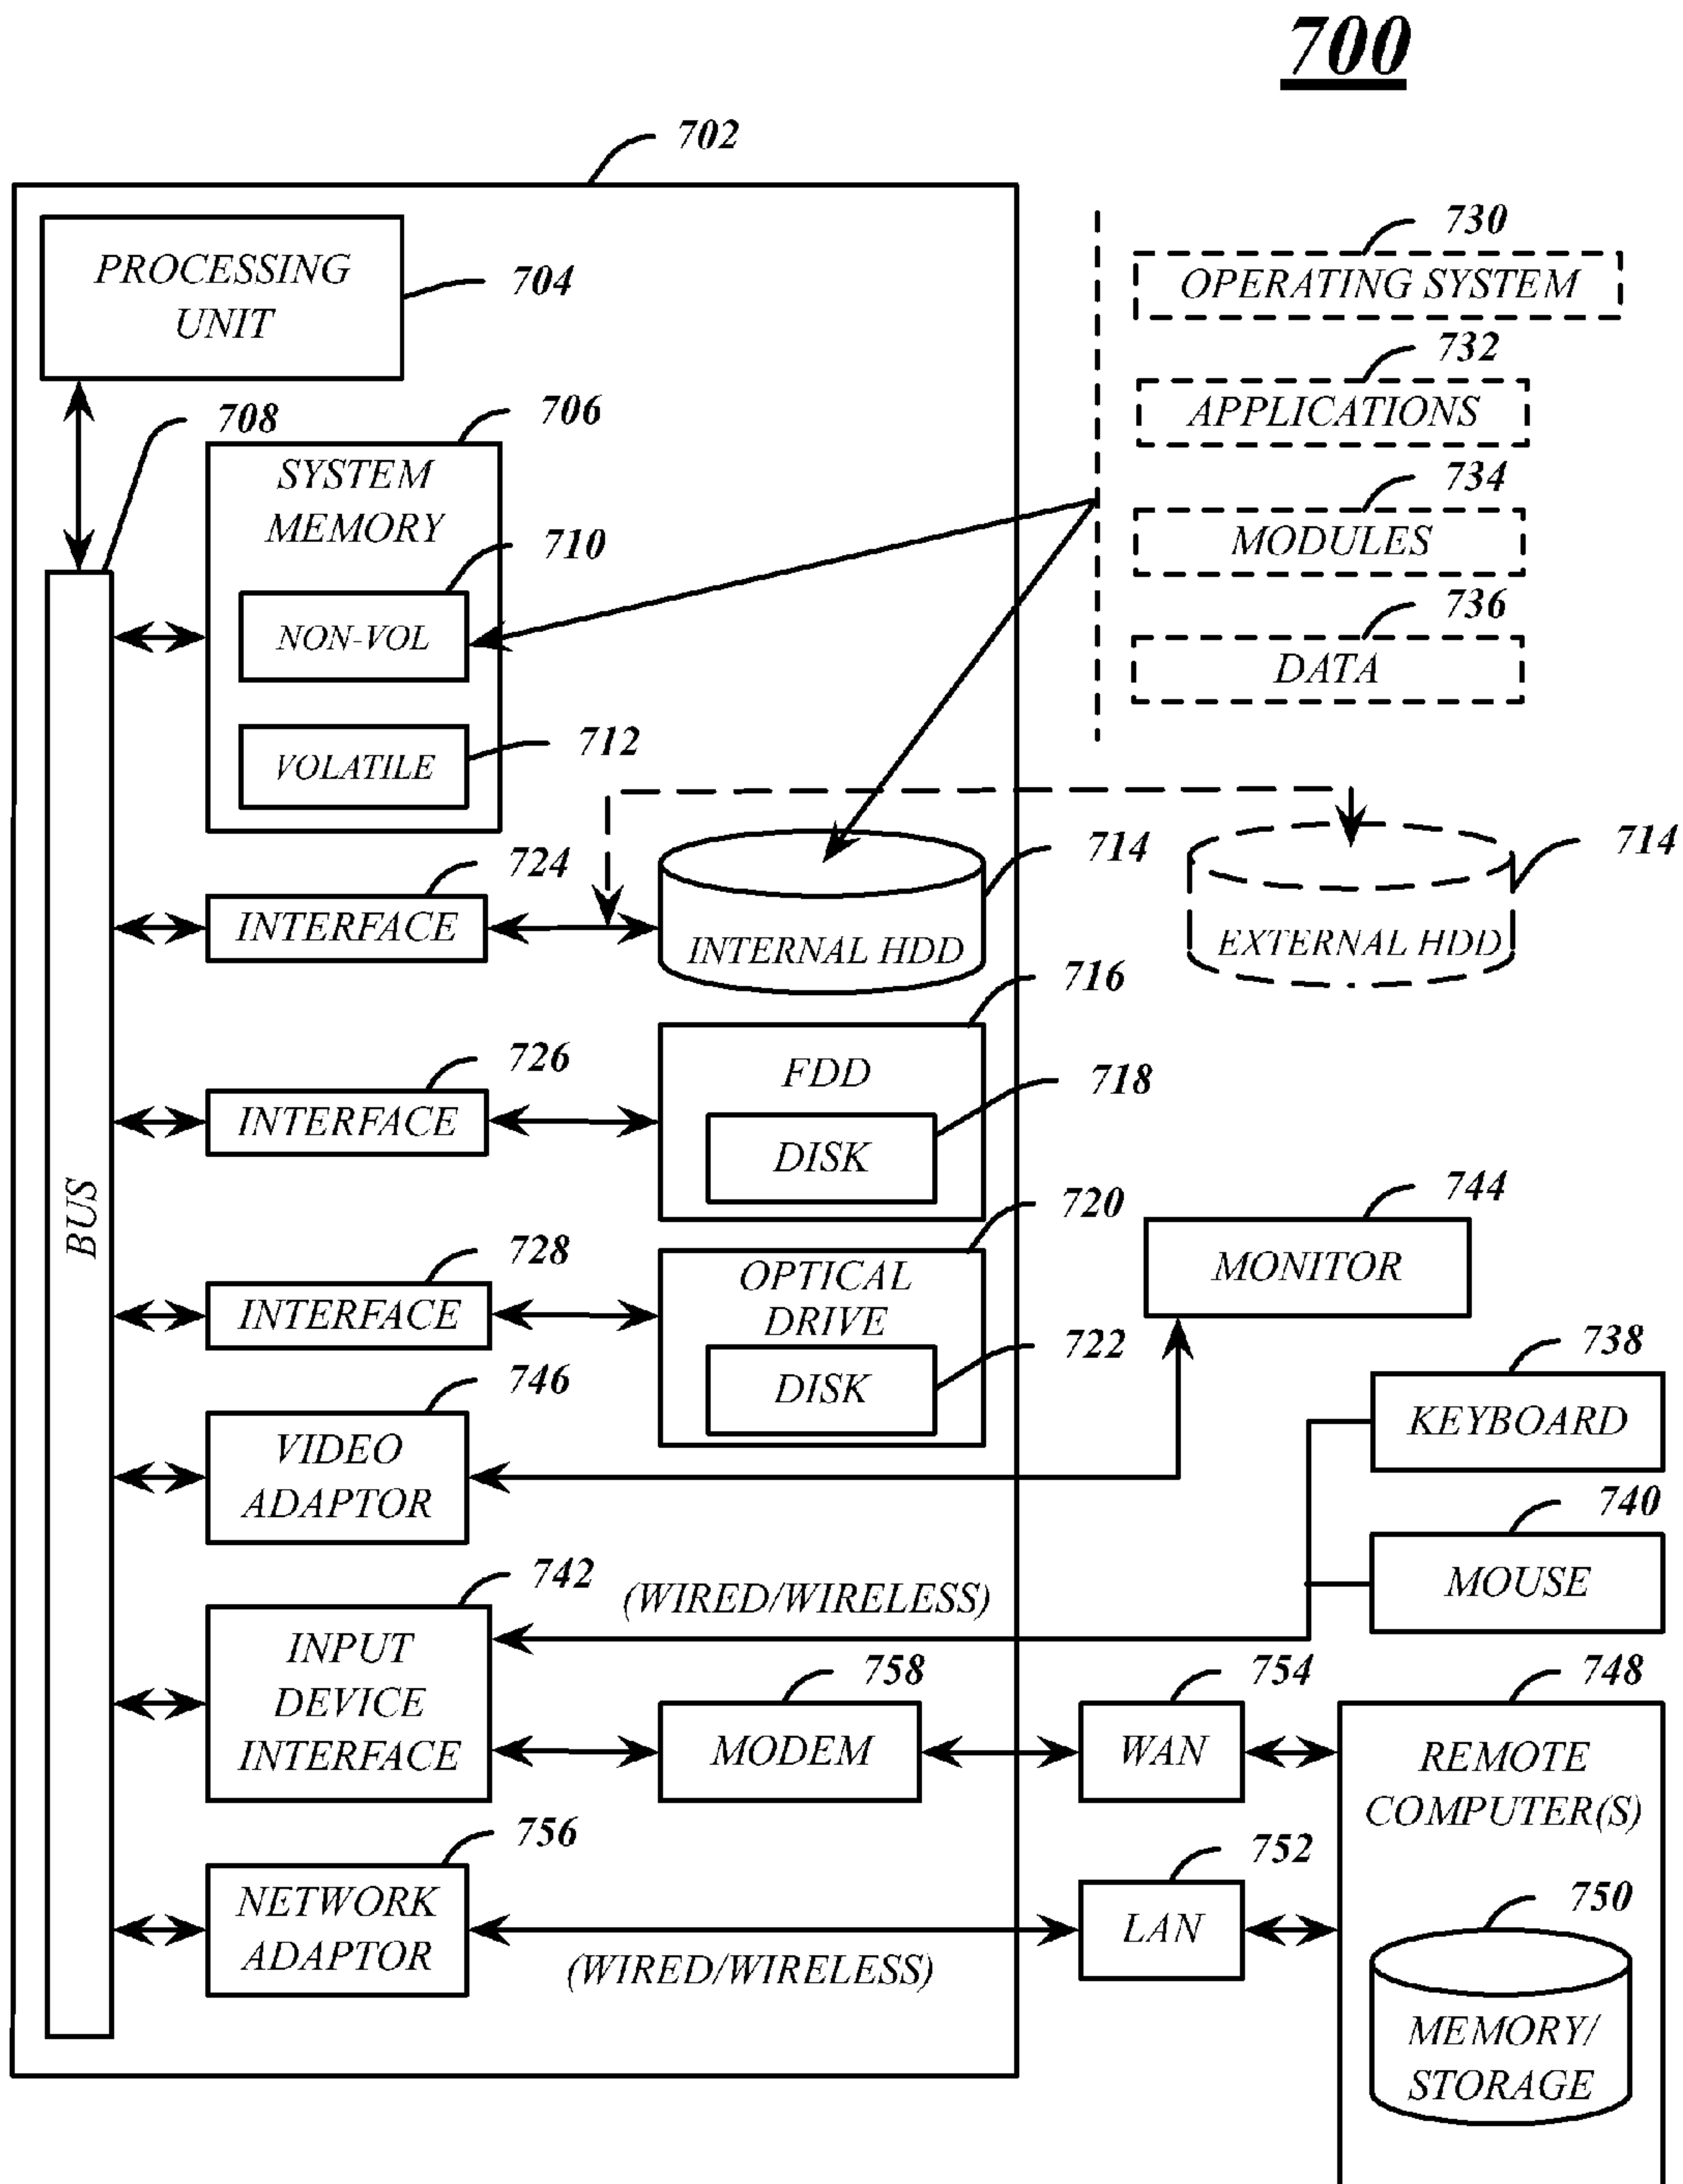 700
702
PROCESSING
UNIT
704
730
OPERATING SYSTEM
732
APPLICATIONS
734
MODULES
736
DATA
708
706
SYSTEM
MEMORY
710
NON-VOL
712
VOLATILE
724
INTERFACE
714
INTERNAL HDD
714
EXTERNAL HDD
716
726
INTERFACE
FDD
718
DISK
BUS
720
728
INTERFACE
OPTICAL
DRIVE
722
DISK
744
MONITOR
738
KEYBOARD
746
VIDEO
ADAPTOR
740
MOUSE
742
(WIRED/WIRELESS)
INPUT
DEVICE
INTERFACE
758
MODEM
754
WAN
748
REMOTE
COMPUTER(S)
756
NETWORK
ADAPTOR
(WIRED/WIRELESS)
752
LAN
750
MEMORY/
STORAGE